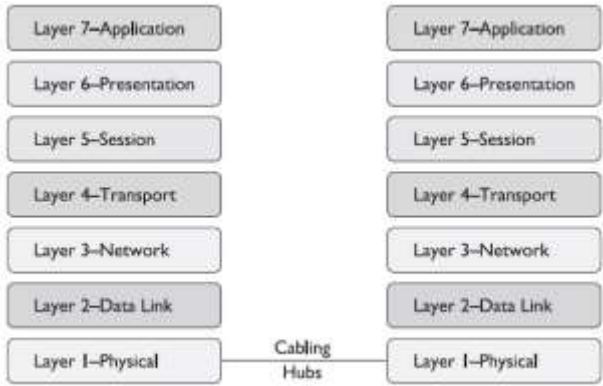 Layer 7–Application
Layer 6–Presentation
Layer 5–Session
Layer 4–Transport
Layer 3–Network
Layer 2–Data Link
Layer 1–Physical
Cabling
Hubs
Layer 7–Application
Layer 6–Presentation
Layer 5–Session
Layer 4–Transport
Layer 3–Network
Layer 2–Data Link
Layer 1–Physical